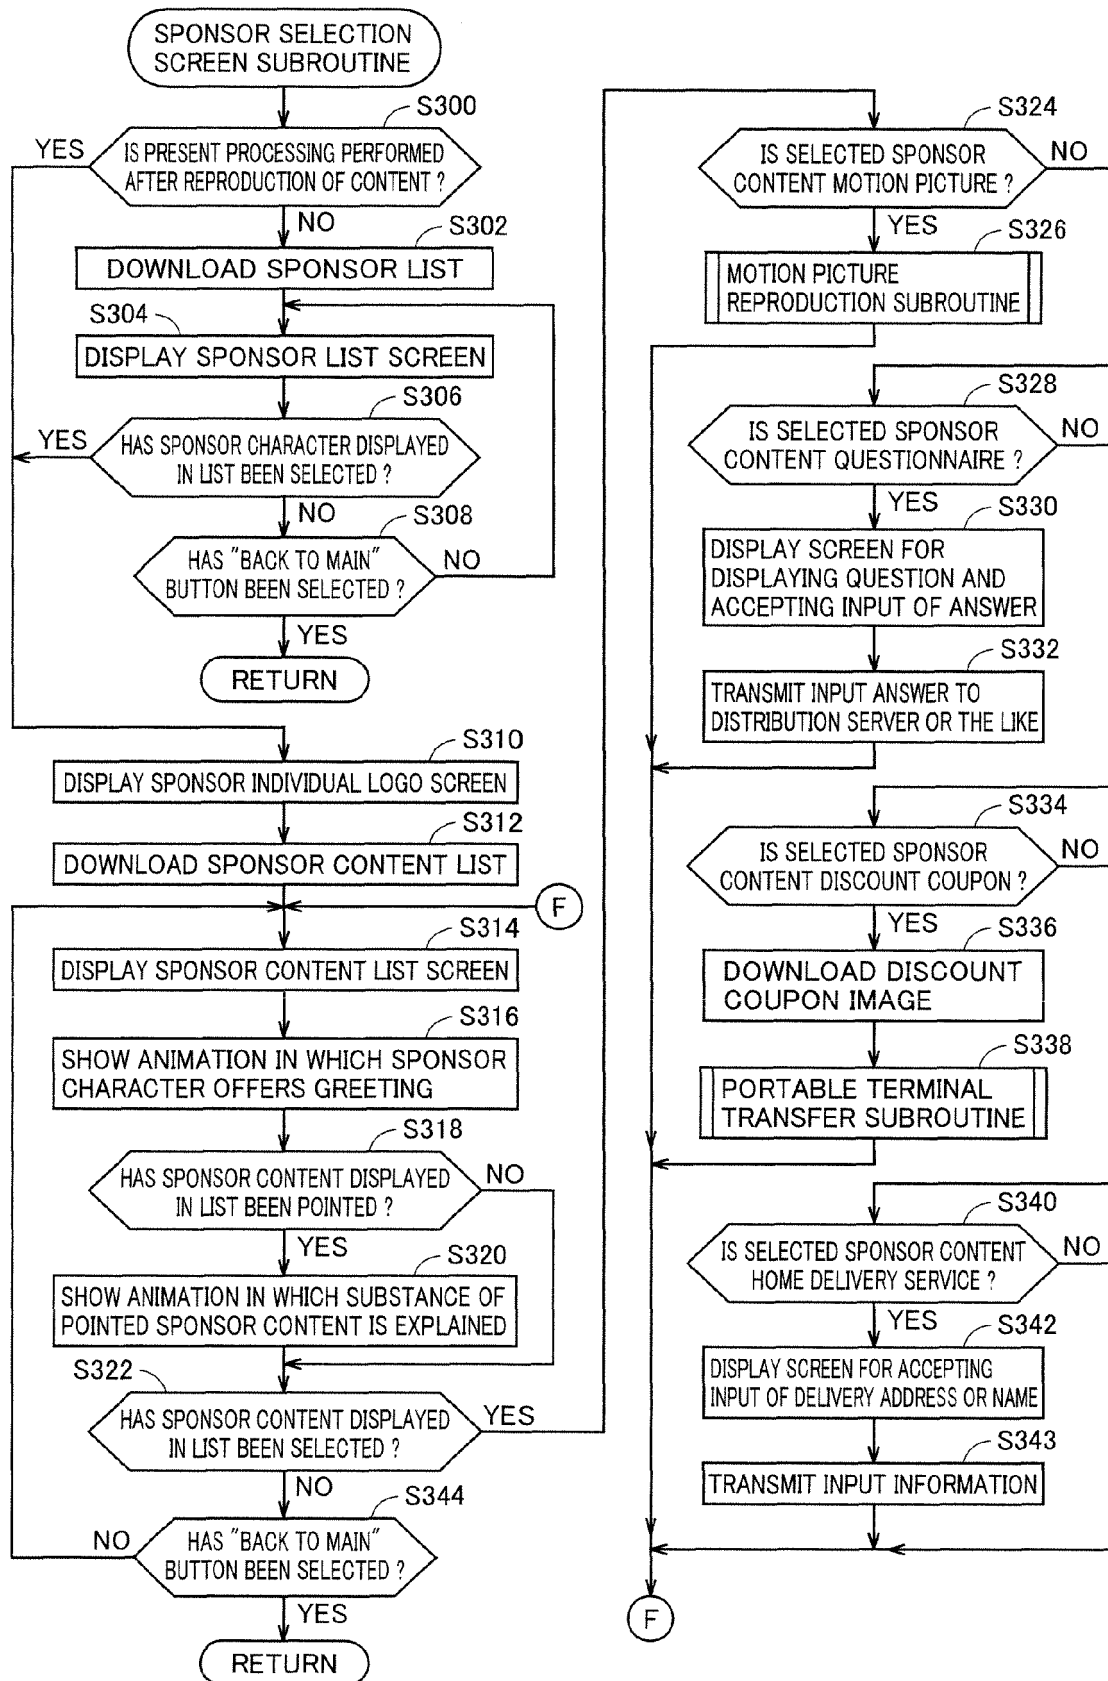 SPONSOR SELECTION
SCREEN SUBROUTINE
S300
IS PRESENT PROCESSING PERFORMED
AFTER REPRODUCTION OF CONTENT ?
YES
NO
S302
DOWNLOAD SPONSOR LIST
S304
DISPLAY SPONSOR LIST SCREEN
S306
YES
HAS SPONSOR CHARACTER DISPLAYED
IN LIST BEEN SELECTED ?
NO
S308
HAS "BACK TO MAIN"
BUTTON BEEN SELECTED ?
NO
YES
RETURN
S310
DISPLAY SPONSOR INDIVIDUAL LOGO SCREEN
S312
DOWNLOAD SPONSOR CONTENT LIST
F
S314
DISPLAY SPONSOR CONTENT LIST SCREEN
S316
SHOW ANIMATION IN WHICH SPONSOR
CHARACTER OFFERS GREETING
S318
HAS SPONSOR CONTENT DISPLAYED
IN LIST BEEN POINTED ?
NO
YES
S320
SHOW ANIMATION IN WHICH SUBSTANCE OF
POINTED SPONSOR CONTENT IS EXPLAINED
S322
HAS SPONSOR CONTENT DISPLAYED
IN LIST BEEN SELECTED ?
YES
NO
S344
NO
HAS "BACK TO MAIN"
BUTTON BEEN SELECTED ?
YES
RETURN
S324
IS SELECTED SPONSOR
CONTENT MOTION PICTURE ?
NO
YES
S326
MOTION PICTURE
REPRODUCTION SUBROUTINE
S328
IS SELECTED SPONSOR
CONTENT QUESTIONNAIRE ?
NO
YES
S330
DISPLAY SCREEN FOR
DISPLAYING QUESTION AND
ACCEPTING INPUT OF ANSWER
S332
TRANSMIT INPUT ANSWER TO
DISTRIBUTION SERVER OR THE LIKE
S334
IS SELECTED SPONSOR
CONTENT DISCOUNT COUPON ?
NO
YES
S336
DOWNLOAD DISCOUNT
COUPON IMAGE
S338
PORTABLE TERMINAL
TRANSFER SUBROUTINE
S340
IS SELECTED SPONSOR CONTENT
HOME DELIVERY SERVICE ?
NO
YES
S342
DISPLAY SCREEN FOR ACCEPTING
INPUT OF DELIVERY ADDRESS OR NAME
S343
TRANSMIT INPUT INFORMATION
F